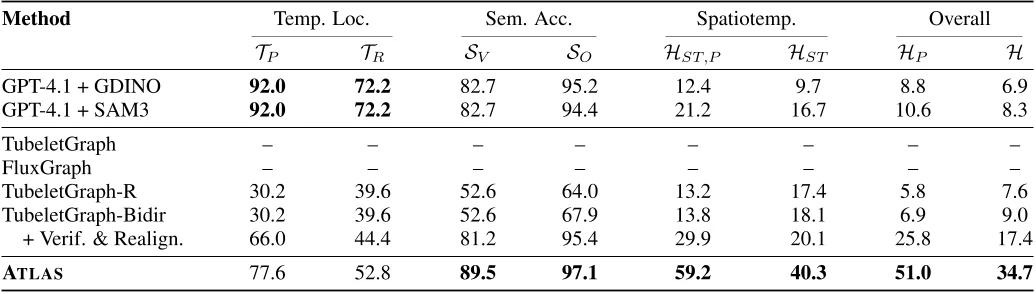 Method Temp. Loc. Sem. Acc. Spatiotemp. Overall
𝒯_P 𝒯_R 𝒮_V 𝒮_O ℋ_{ST,P} ℋ_{ST} ℋ_P ℋ
GPT-4.1 + GDINO 92.0 72.2 82.7 95.2 12.4 9.7 8.8 6.9
GPT-4.1 + SAM3 92.0 72.2 82.7 94.4 21.2 16.7 10.6 8.3
TubeletGraph – – – – – – – –
FluxGraph – – – – – – – –
TubeletGraph-R 30.2 39.6 52.6 64.0 13.2 17.4 5.8 7.6
TubeletGraph-Bidir 30.2 39.6 52.6 67.9 13.8 18.1 6.9 9.0
+ Verif. & Realign. 66.0 44.4 81.2 95.4 29.9 20.1 25.8 17.4
ATLAS 77.6 52.8 89.5 97.1 59.2 40.3 51.0 34.7